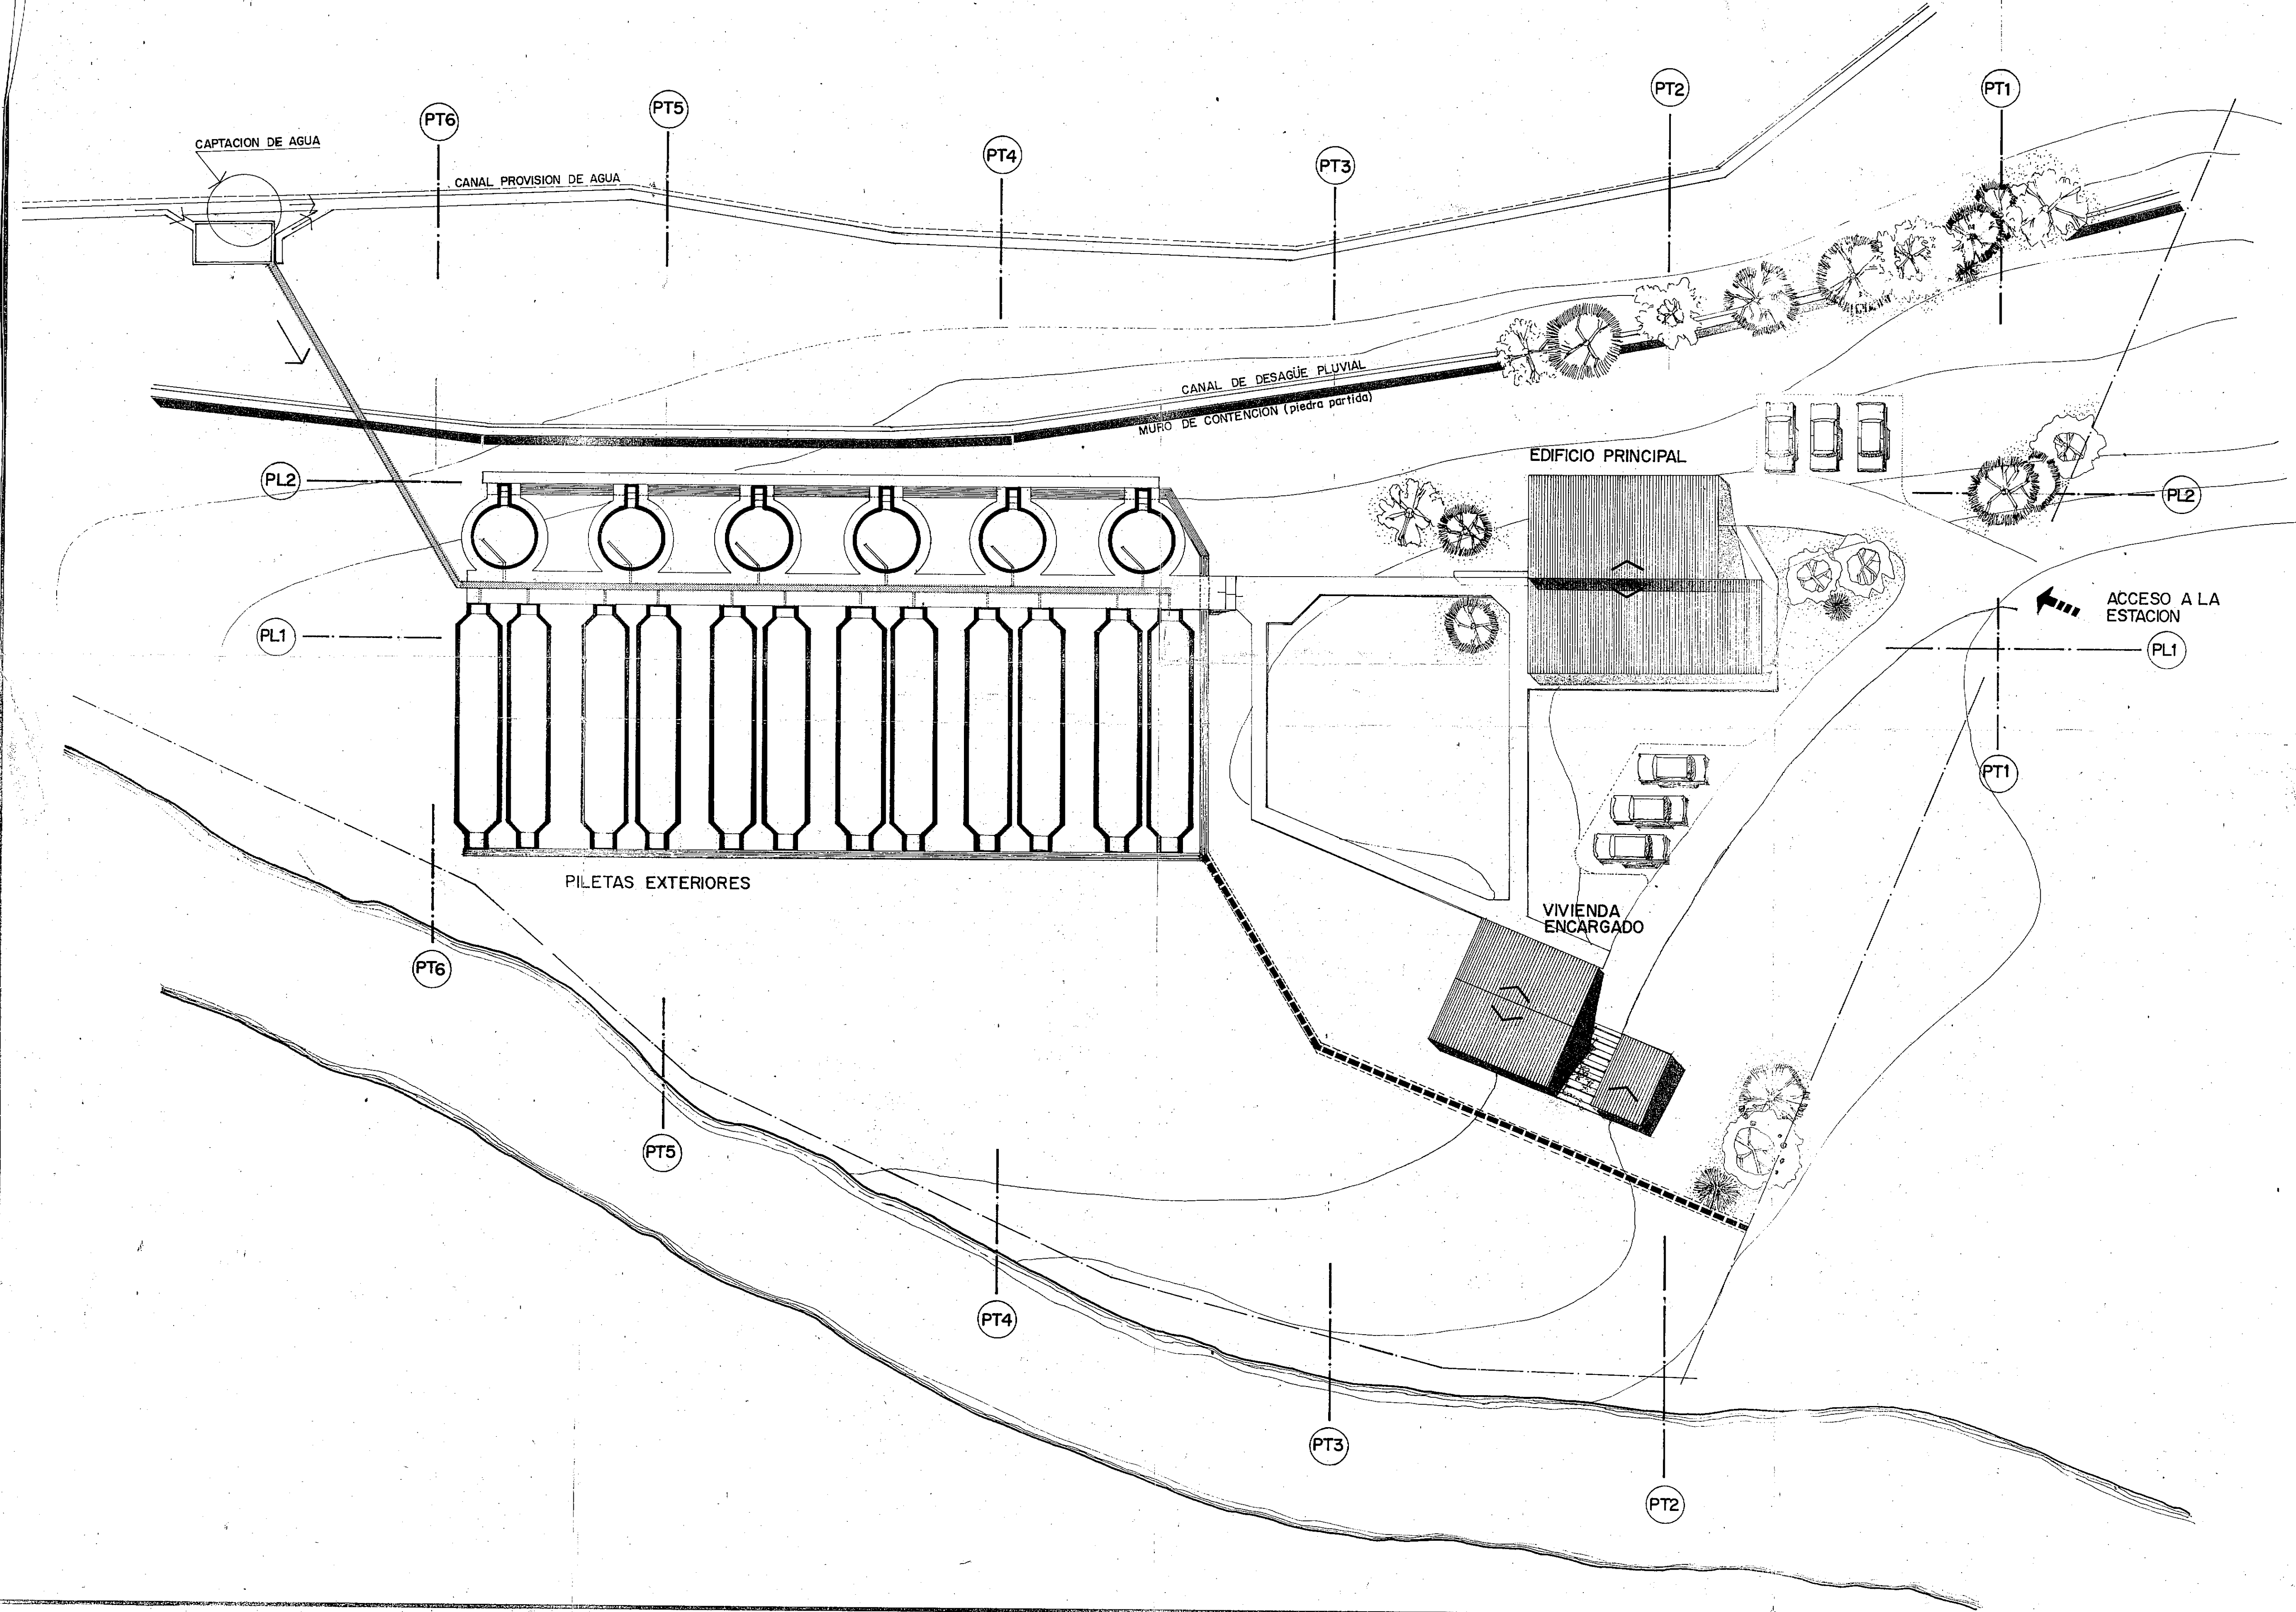 PT2
PT1
PT5
PT6
CAPTACION DE AGUA
PT4
PT3
CANAL PROVISION DE AGUA
CANAL DE DESAGÜE PLUVIAL
MURO DE CONTENCION (piedra partida)
EDIFICIO PRINCIPAL
PL2
PL2
ACCESO A LA
ESTACION
PL1
PL1
PT1
PILETAS EXTERIORES
VIVIENDA
ENCARGADO
PT6
PT5
PT4
PT3
PT2